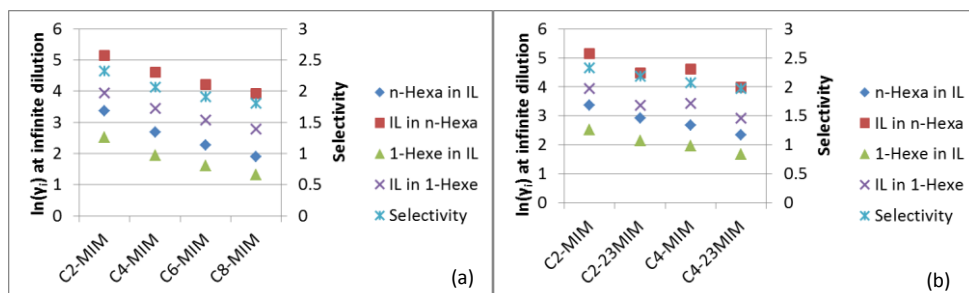 ln(γi) at infinite dilution
6
5
4
3
2
1
0
3
2.5
2
1.5
1
0.5
0
Selectivity
C2-MIM
C4-MIM
C6-MIM
C8-MIM
n-Hexa in IL
IL in n-Hexa
1-Hexe in IL
IL in 1-Hexe
Selectivity
(a)
ln(γi) at infinite dilution
6
5
4
3
2
1
0
3
2.5
2
1.5
1
0.5
0
Selectivity
C2-MIM
C2-23MIM
C4-MIM
C4-23MIM
n-Hexa in IL
IL in n-Hexa
1-Hexe in IL
IL in 1-Hexe
Selectivity
(b)